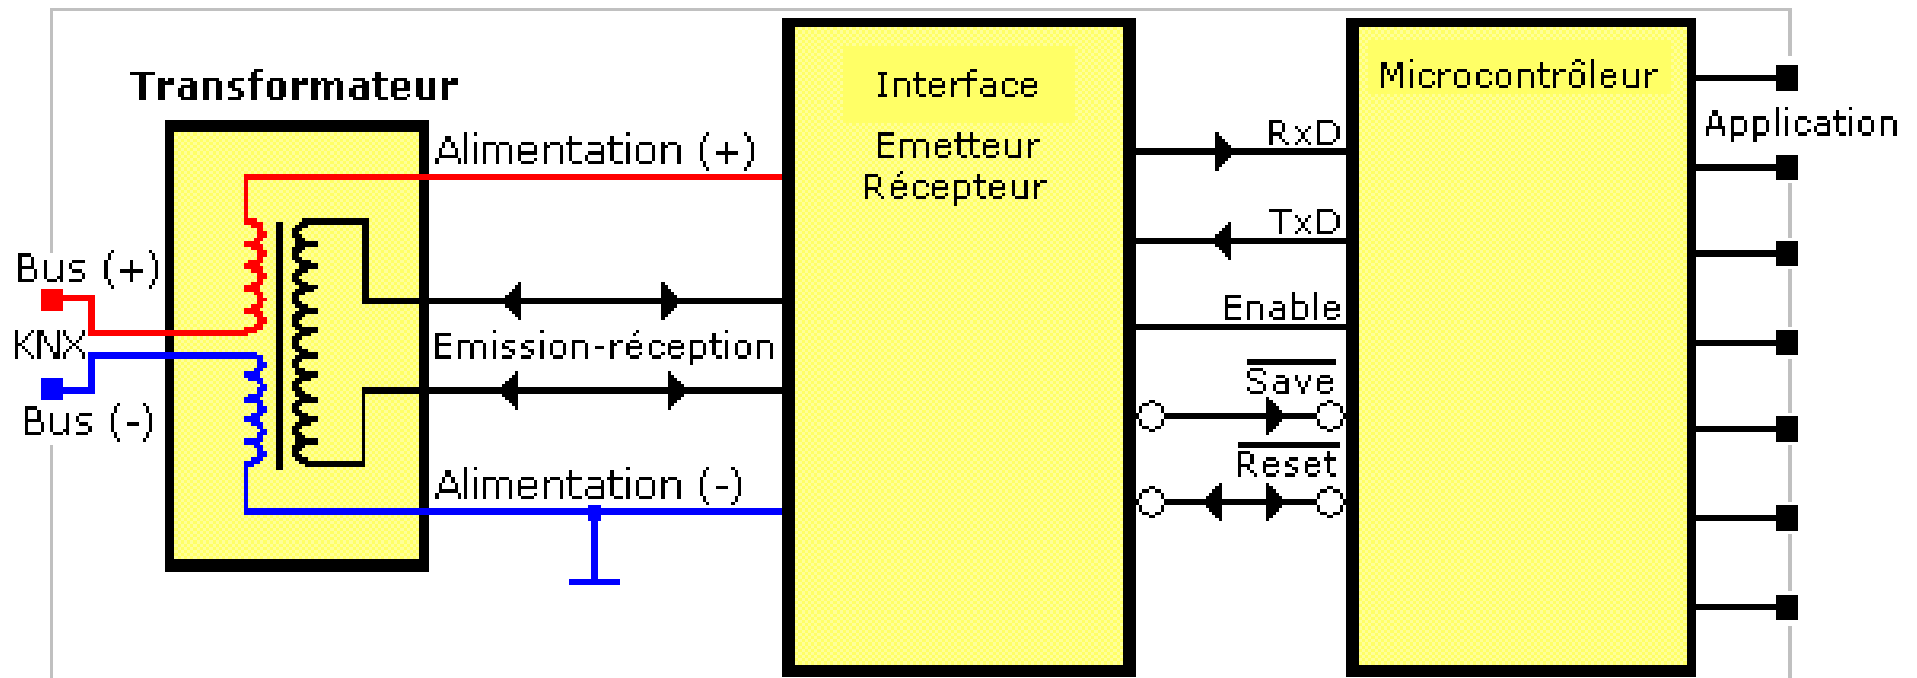 Transformateur
Bus (+)
KNX
Bus (-)
Alimentation (+)
Emission-réception
Alimentation (-)
Interface
Emetteur
Récepteur
RxD
TxD
Enable
Save
Reset
Microcontrôleur
Application